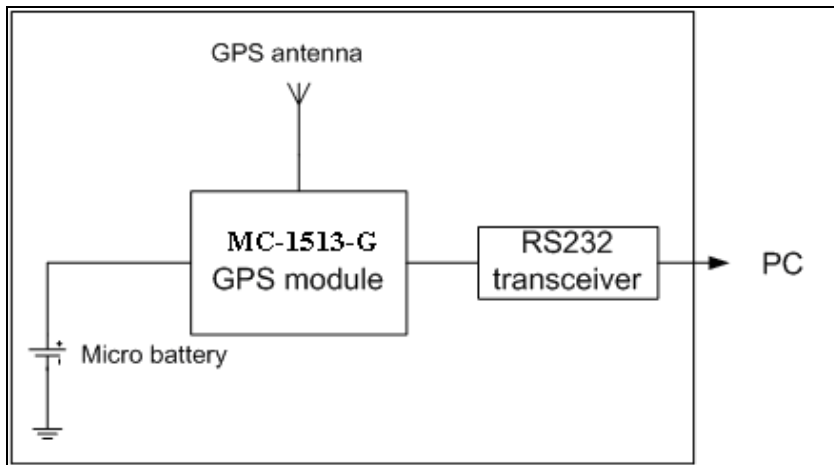 GPS antenna
MC-1513-G
GPS module
RS232
transceiver
PC
Micro battery